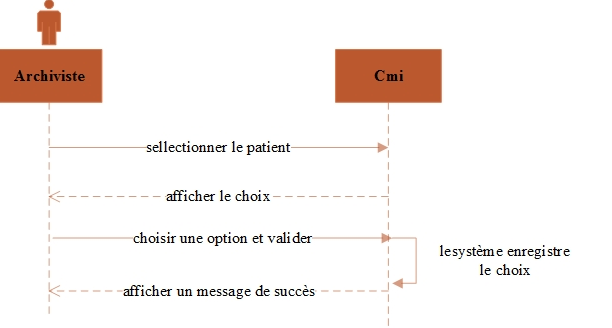 Archiviste
Cmi
sellectionner le patient
afficher le choix
choisir une option et valider
lesystème enregistre
le choix
afficher un message de succès